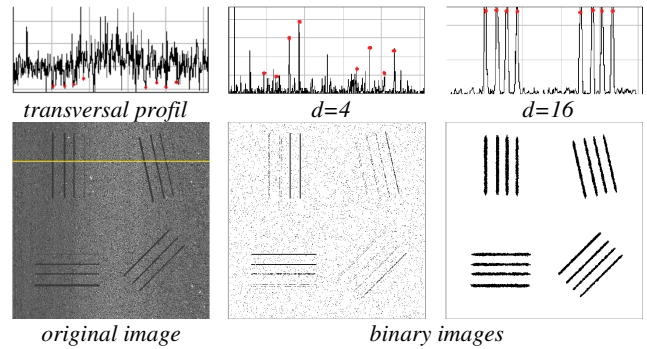 transversal profil
d=4
d=16
original image
binary images